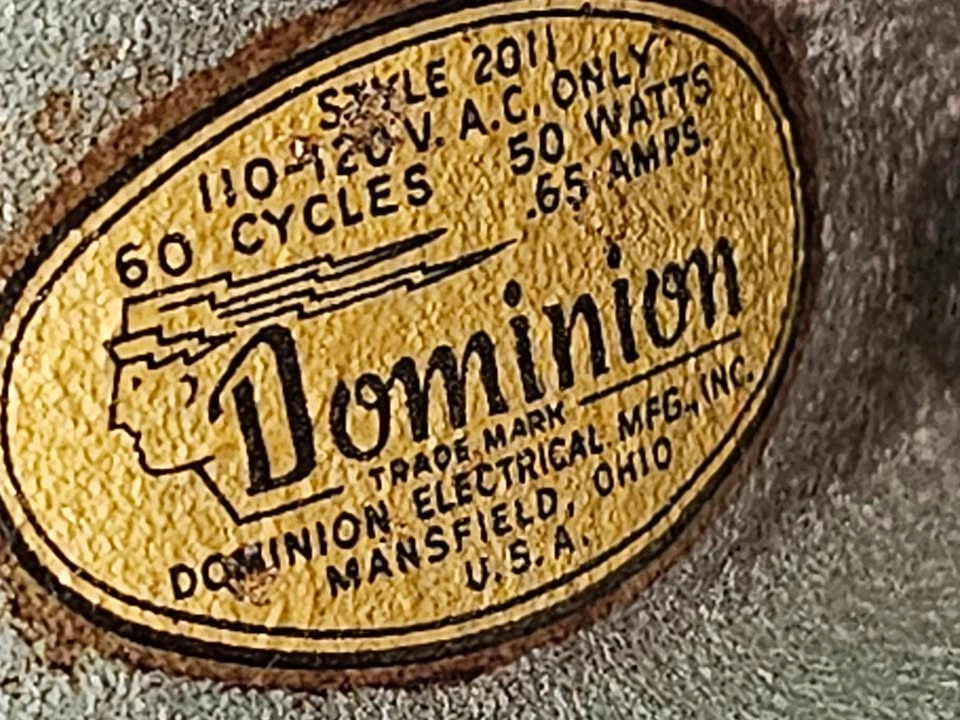 STYLE 2011
110-120 V. A.C. ONLY
60 CYCLES 50 WATTS
.65 AMPS.
Dominion
TRADE MARK
DOMINION ELECTRICAL MFG., INC.
MANSFIELD, OHIO
U.S.A.